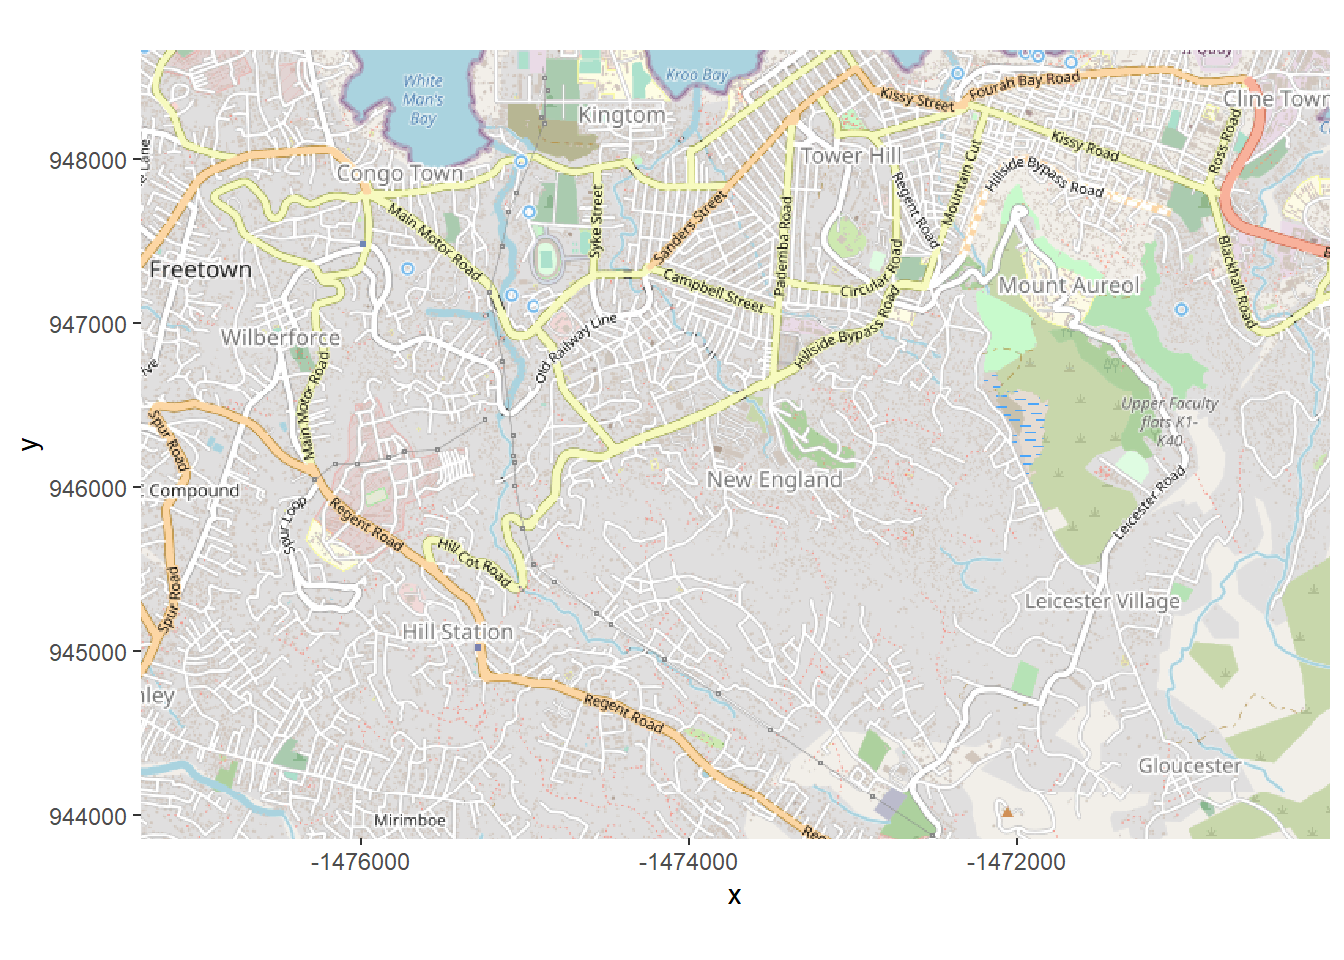 White
Man's
Bay
Kroo Bay
Quay
Kingtom
Kissy Street
Fourah Bay Road
Cline Town
Lane
948000
Congo Town
Tower Hill
Kissy Road
Ross Road
Hillside Bypass Road
Mountain Cut
Regent Road
Main Motor Road
Syke Street
Sanders Street
Pademba Road
Freetown
Campbell Street
Circular Road
Mount Aureol
Blackhall Road
947000
Wilberforce
Old Railway Line
Hillside Bypass Road
Main Motor Road
Upper Faculty
flats K1-
K40
Spur Road
y
946000
Compound
New England
Leicester Road
Spur Loop
Regent Road
Hill Cot Road
Spur Road
Leicester Village
Hill Station
945000
Regent Road
Gloucester
944000
Mirimboe
-1476000
-1474000
-1472000
x